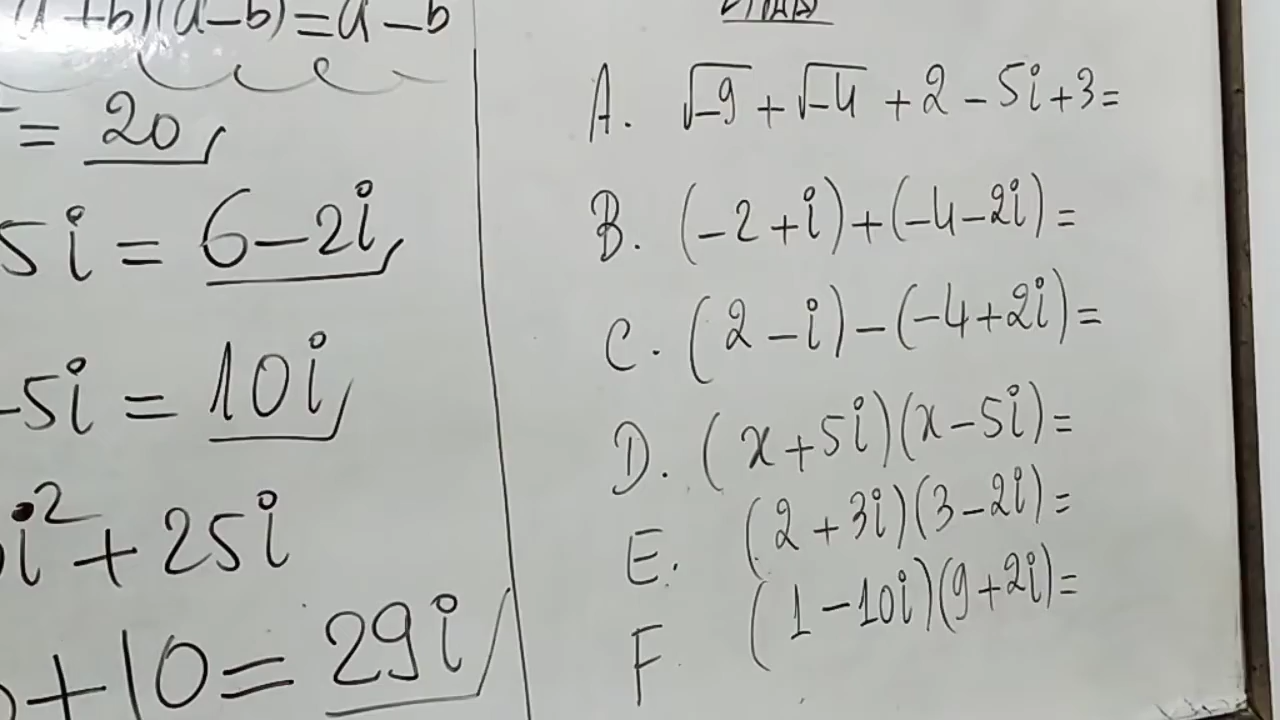 (a+b)(a-b)=a-b
= 20
5i = 6-2i
-5i = 10i
i²+25i
+10= 29i
A. √-9 + √-4 + 2 - 5i + 3 =
B. (-2+i)+(-4-2i) =
C. (2-i)-(-4+2i) =
D. (x+5i)(x-5i) =
E. (2+3i)(3-2i) =
F. (1-10i)(9+2i) =